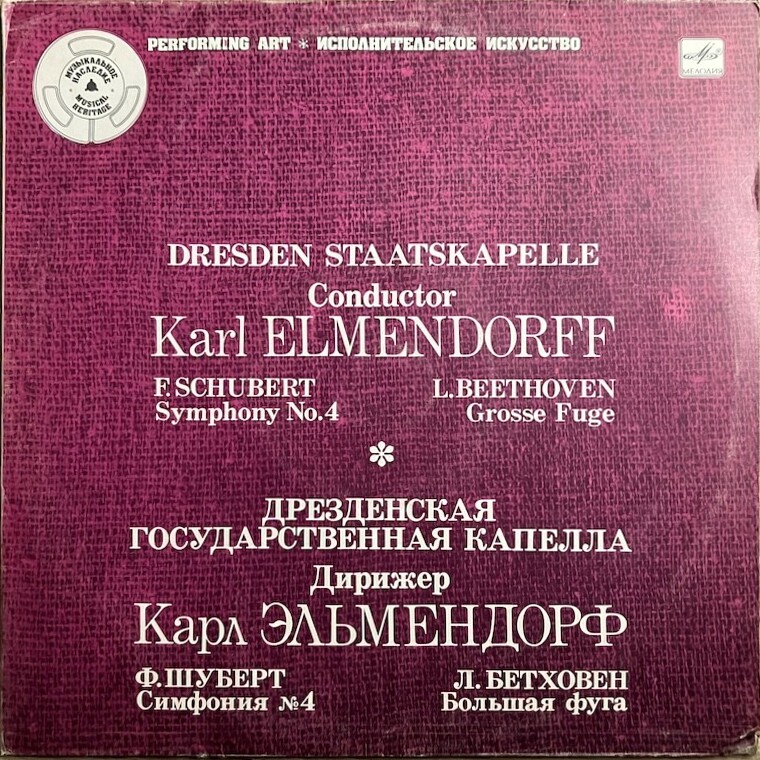 PERFORMING ART * ИСПОЛНИТЕЛЬСКОЕ ИСКУССТВО
МУЗЫКАЛЬНОЕ
НАСЛЕДИЕ
MUSICAL
HERITAGE
МЕЛОДИЯ
DRESDEN STAATSKAPELLE
Conductor
Karl ELMENDORFF
F. SCHUBERT L. BEETHOVEN
Symphony No. 4 Grosse Fuge
*
ДРЕЗДЕНСКАЯ
ГОСУДАРСТВЕННАЯ КАПЕЛЛА
Дирижер
Карл ЭЛЬМЕНДОРФ
Ф. ШУБЕРТ Л. БЕТХОВЕН
Симфония №4 Большая фуга